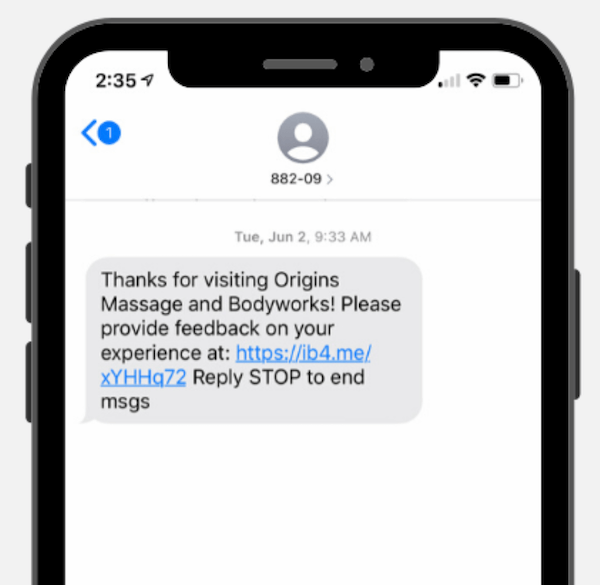 2:35
1
882-09 >
Tue, Jun 2, 9:33 AM
Thanks for visiting Origins
Massage and Bodyworks! Please
provide feedback on your
experience at: https://ib4.me/
xYHHq72 Reply STOP to end
msgs